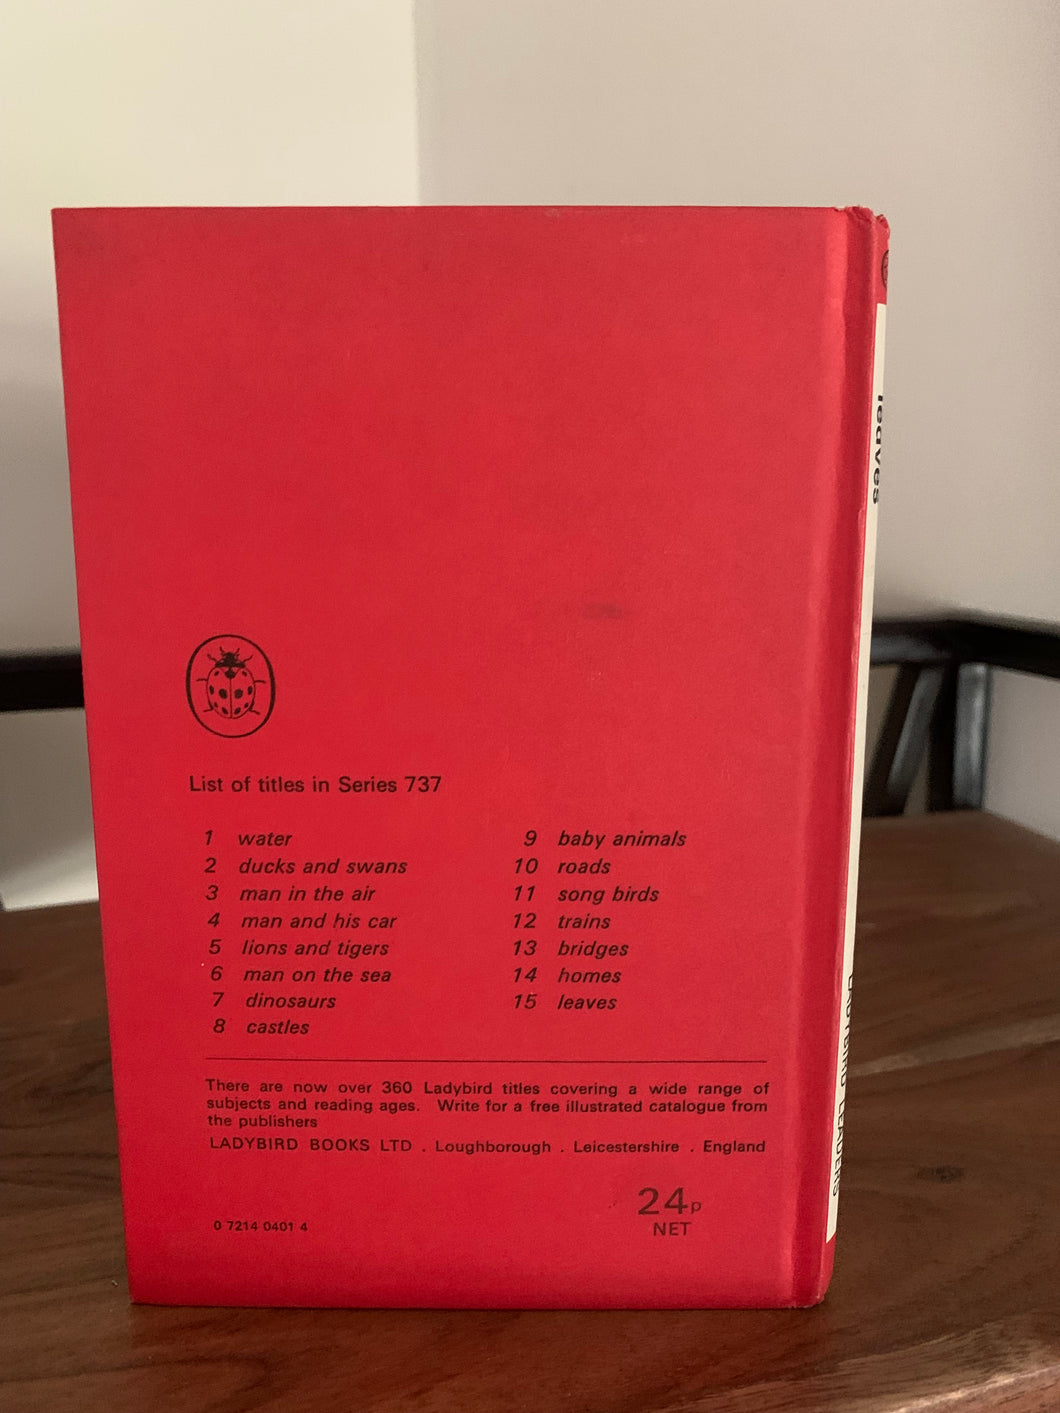 List of titles in Series 737
1 water
2 ducks and swans
3 man in the air
4 man and his car
5 lions and tigers
6 man on the sea
7 dinosaurs
8 castles
9 baby animals
10 roads
11 song birds
12 trains
13 bridges
14 homes
15 leaves
There are now over 360 Ladybird titles covering a wide range of
subjects and reading ages. Write for a free illustrated catalogue from
the publishers
LADYBIRD BOOKS LTD . Loughborough . Leicestershire . England
24p
NET
0 7214 0401 4
leaves
LADYBIRD LEADERS